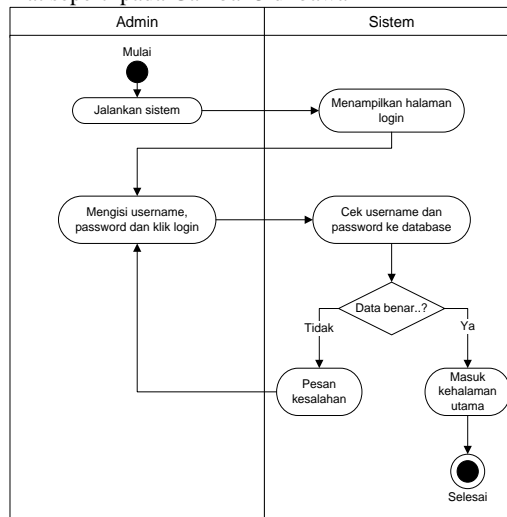 Admin
Sistem
Mulai
Jalankan sistem
Menampilkan halaman
login
Mengisi username,
password dan klik login
Cek username dan
password ke database
Data benar..?
Tidak
Ya
Pesan
kesalahan
Masuk
kehalaman
utama
Selesai